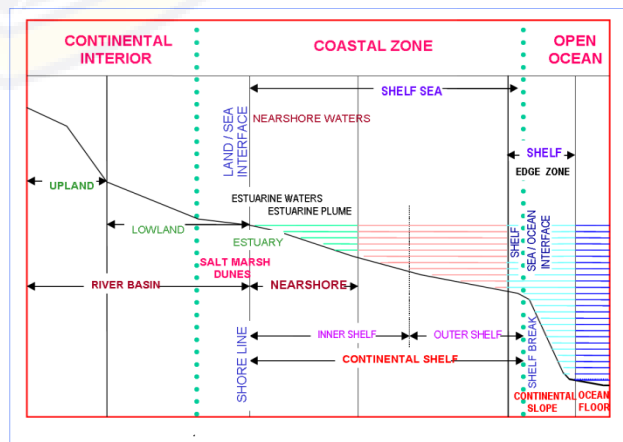 CONTINENTAL
INTERIOR
COASTAL ZONE
OPEN
OCEAN
SHELF SEA
NEARSHORE WATERS
LAND / SEA
INTERFACE
SHELF
EDGE ZONE
UPLAND
ESTUARINE WATERS
ESTUARINE PLUME
LOWLAND
ESTUARY
SHELF
SEA / OCEAN
INTERFACE
SALT MARSH
DUNES
RIVER BASIN
NEARSHORE
INNER SHELF
OUTER SHELF
CONTINENTAL SHELF
SHORE LINE
SHELF BREAK
CONTINENTAL
SLOPE
OCEAN
FLOOR